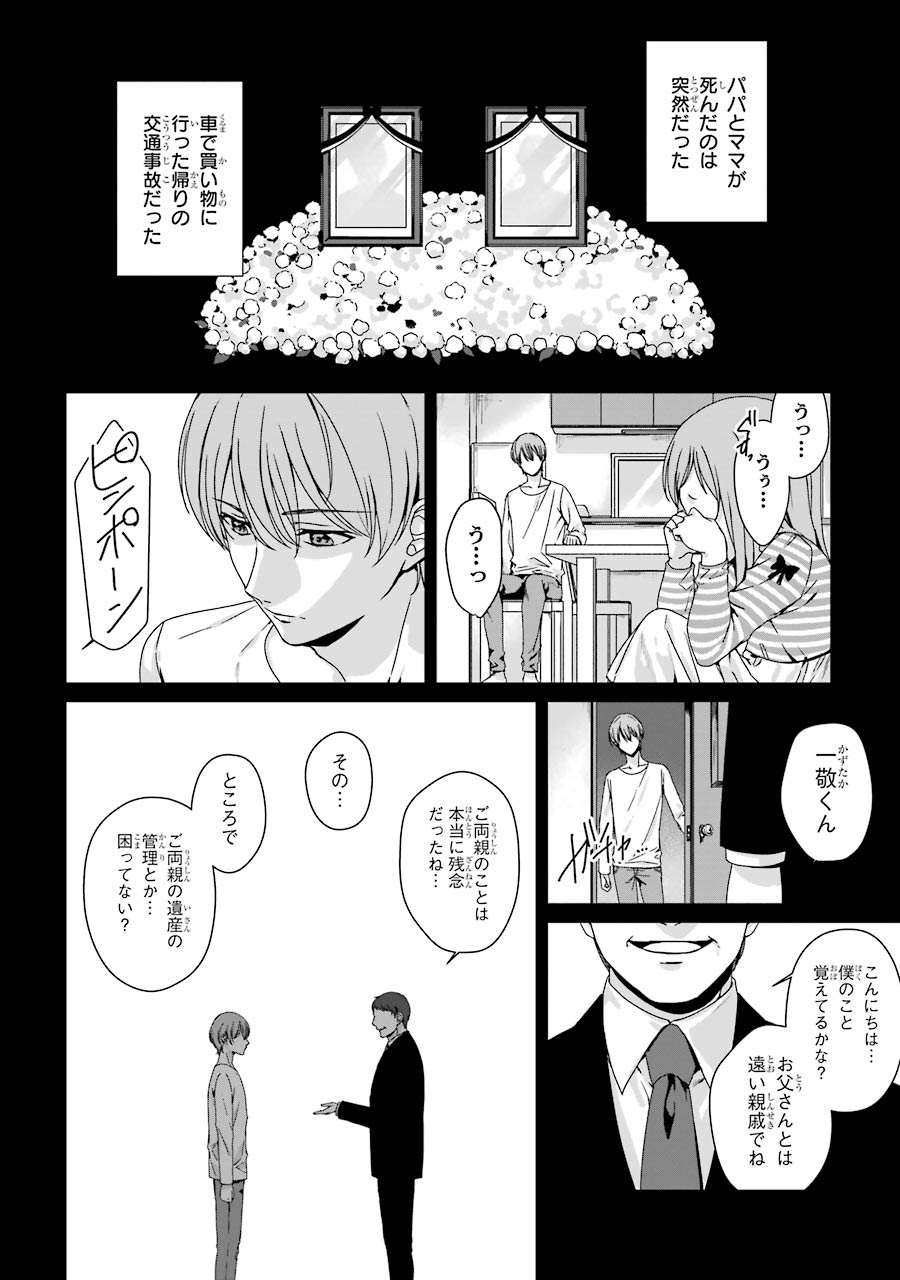 パパとママが
死んだのは
突然だった
車で買い物に
行った帰りの
交通事故だった
うっ…
うぅ…
う…っ
ピンポーン
一敬くん
ガチャ
こんにちは…
僕のこと
覚えてるかな？
お父さんとは
遠い親戚でね
ご両親のことは
本当に残念
だったね…
その…
ところで
ご両親の遺産の
管理とか…
困ってない？